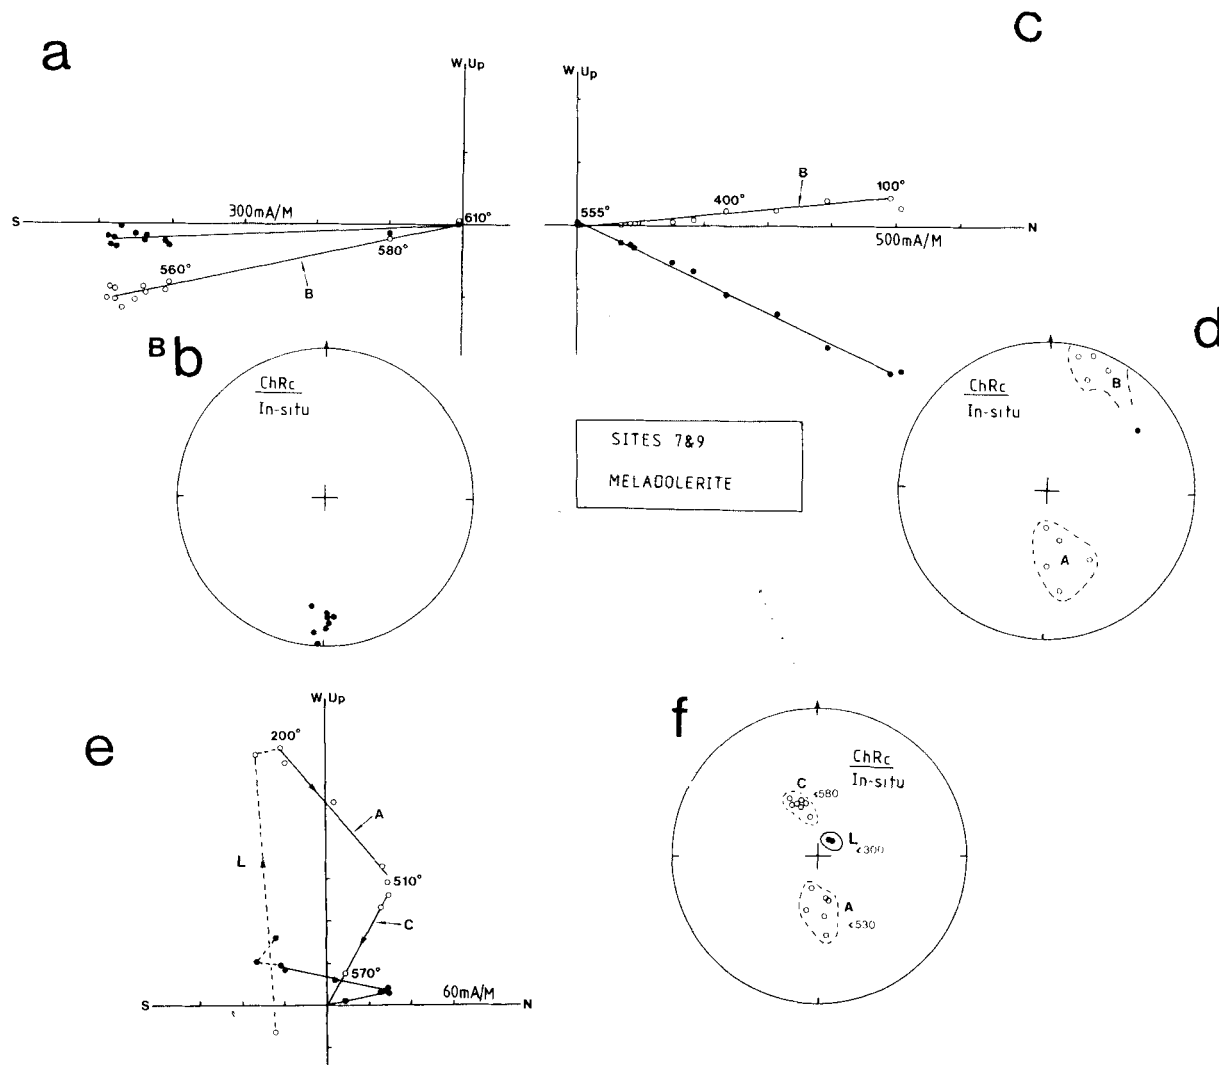 a
W Up
S
300mA/M
610°
580°
560°
B
c
W Up
B
555°
400°
100°
N
500mA/M
B b
ChRc
In-situ
SITES 7&9
MELADOLERITE
d
ChRc
In-situ
B
A
e
W Up
200°
A
L
510°
C
570°
S
60mA/M
N
f
ChRc
In-situ
C
<580
L
<300
A
<530